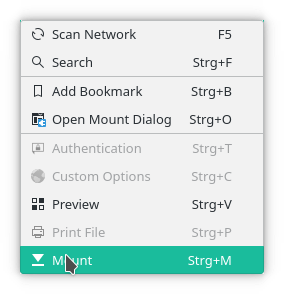 Scan Network F5
Search Strg+F
Add Bookmark Strg+B
Open Mount Dialog Strg+O
Authentication Strg+T
Custom Options Strg+C
Preview Strg+V
Print File Strg+P
Mount Strg+M